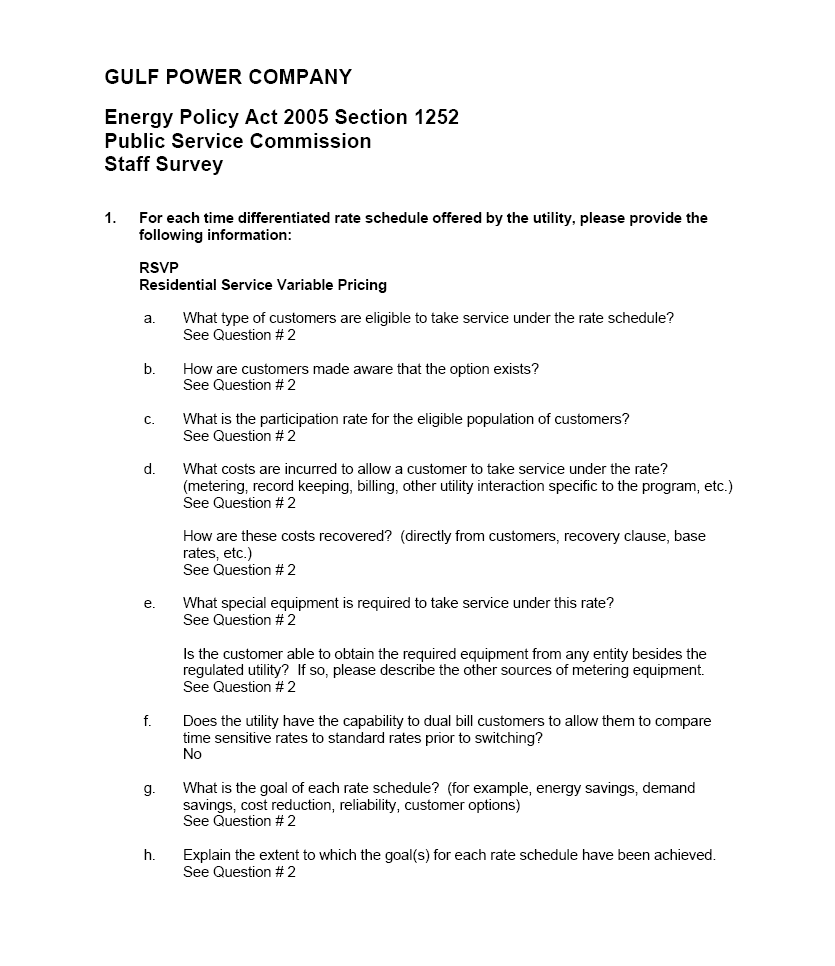 GULF POWER COMPANY
Energy Policy Act 2005 Section 1252
Public Service Commission
Staff Survey
1. For each time differentiated rate schedule offered by the utility, please provide the
following information:
RSVP
Residential Service Variable Pricing
a. What type of customers are eligible to take service under the rate schedule?
See Question # 2
b. How are customers made aware that the option exists?
See Question # 2
c. What is the participation rate for the eligible population of customers?
See Question # 2
d. What costs are incurred to allow a customer to take service under the rate?
(metering, record keeping, billing, other utility interaction specific to the program, etc.)
See Question # 2
How are these costs recovered? (directly from customers, recovery clause, base
rates, etc.)
See Question # 2
e. What special equipment is required to take service under this rate?
See Question # 2
Is the customer able to obtain the required equipment from any entity besides the
regulated utility? If so, please describe the other sources of metering equipment.
See Question # 2
f. Does the utility have the capability to dual bill customers to allow them to compare
time sensitive rates to standard rates prior to switching?
No
g. What is the goal of each rate schedule? (for example, energy savings, demand
savings, cost reduction, reliability, customer options)
See Question # 2
h. Explain the extent to which the goal(s) for each rate schedule have been achieved.
See Question # 2